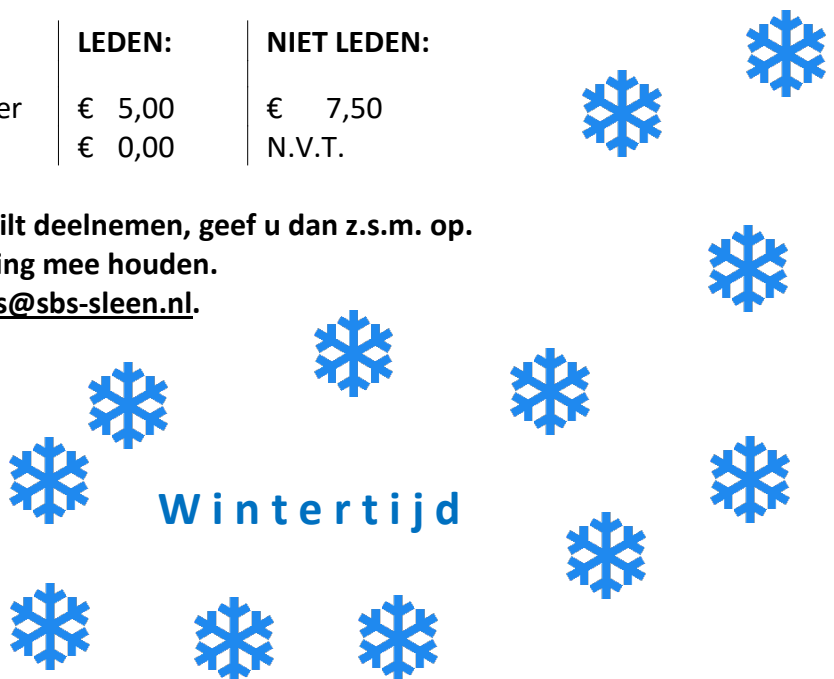 LEDEN: NIET LEDEN:
er € 5,00 € 7,50
€ 0,00 N.V.T.
ilt deelnemen, geef u dan z.s.m. op.
ing mee houden.
s@sbs-sleen.nl.
Wintertijd